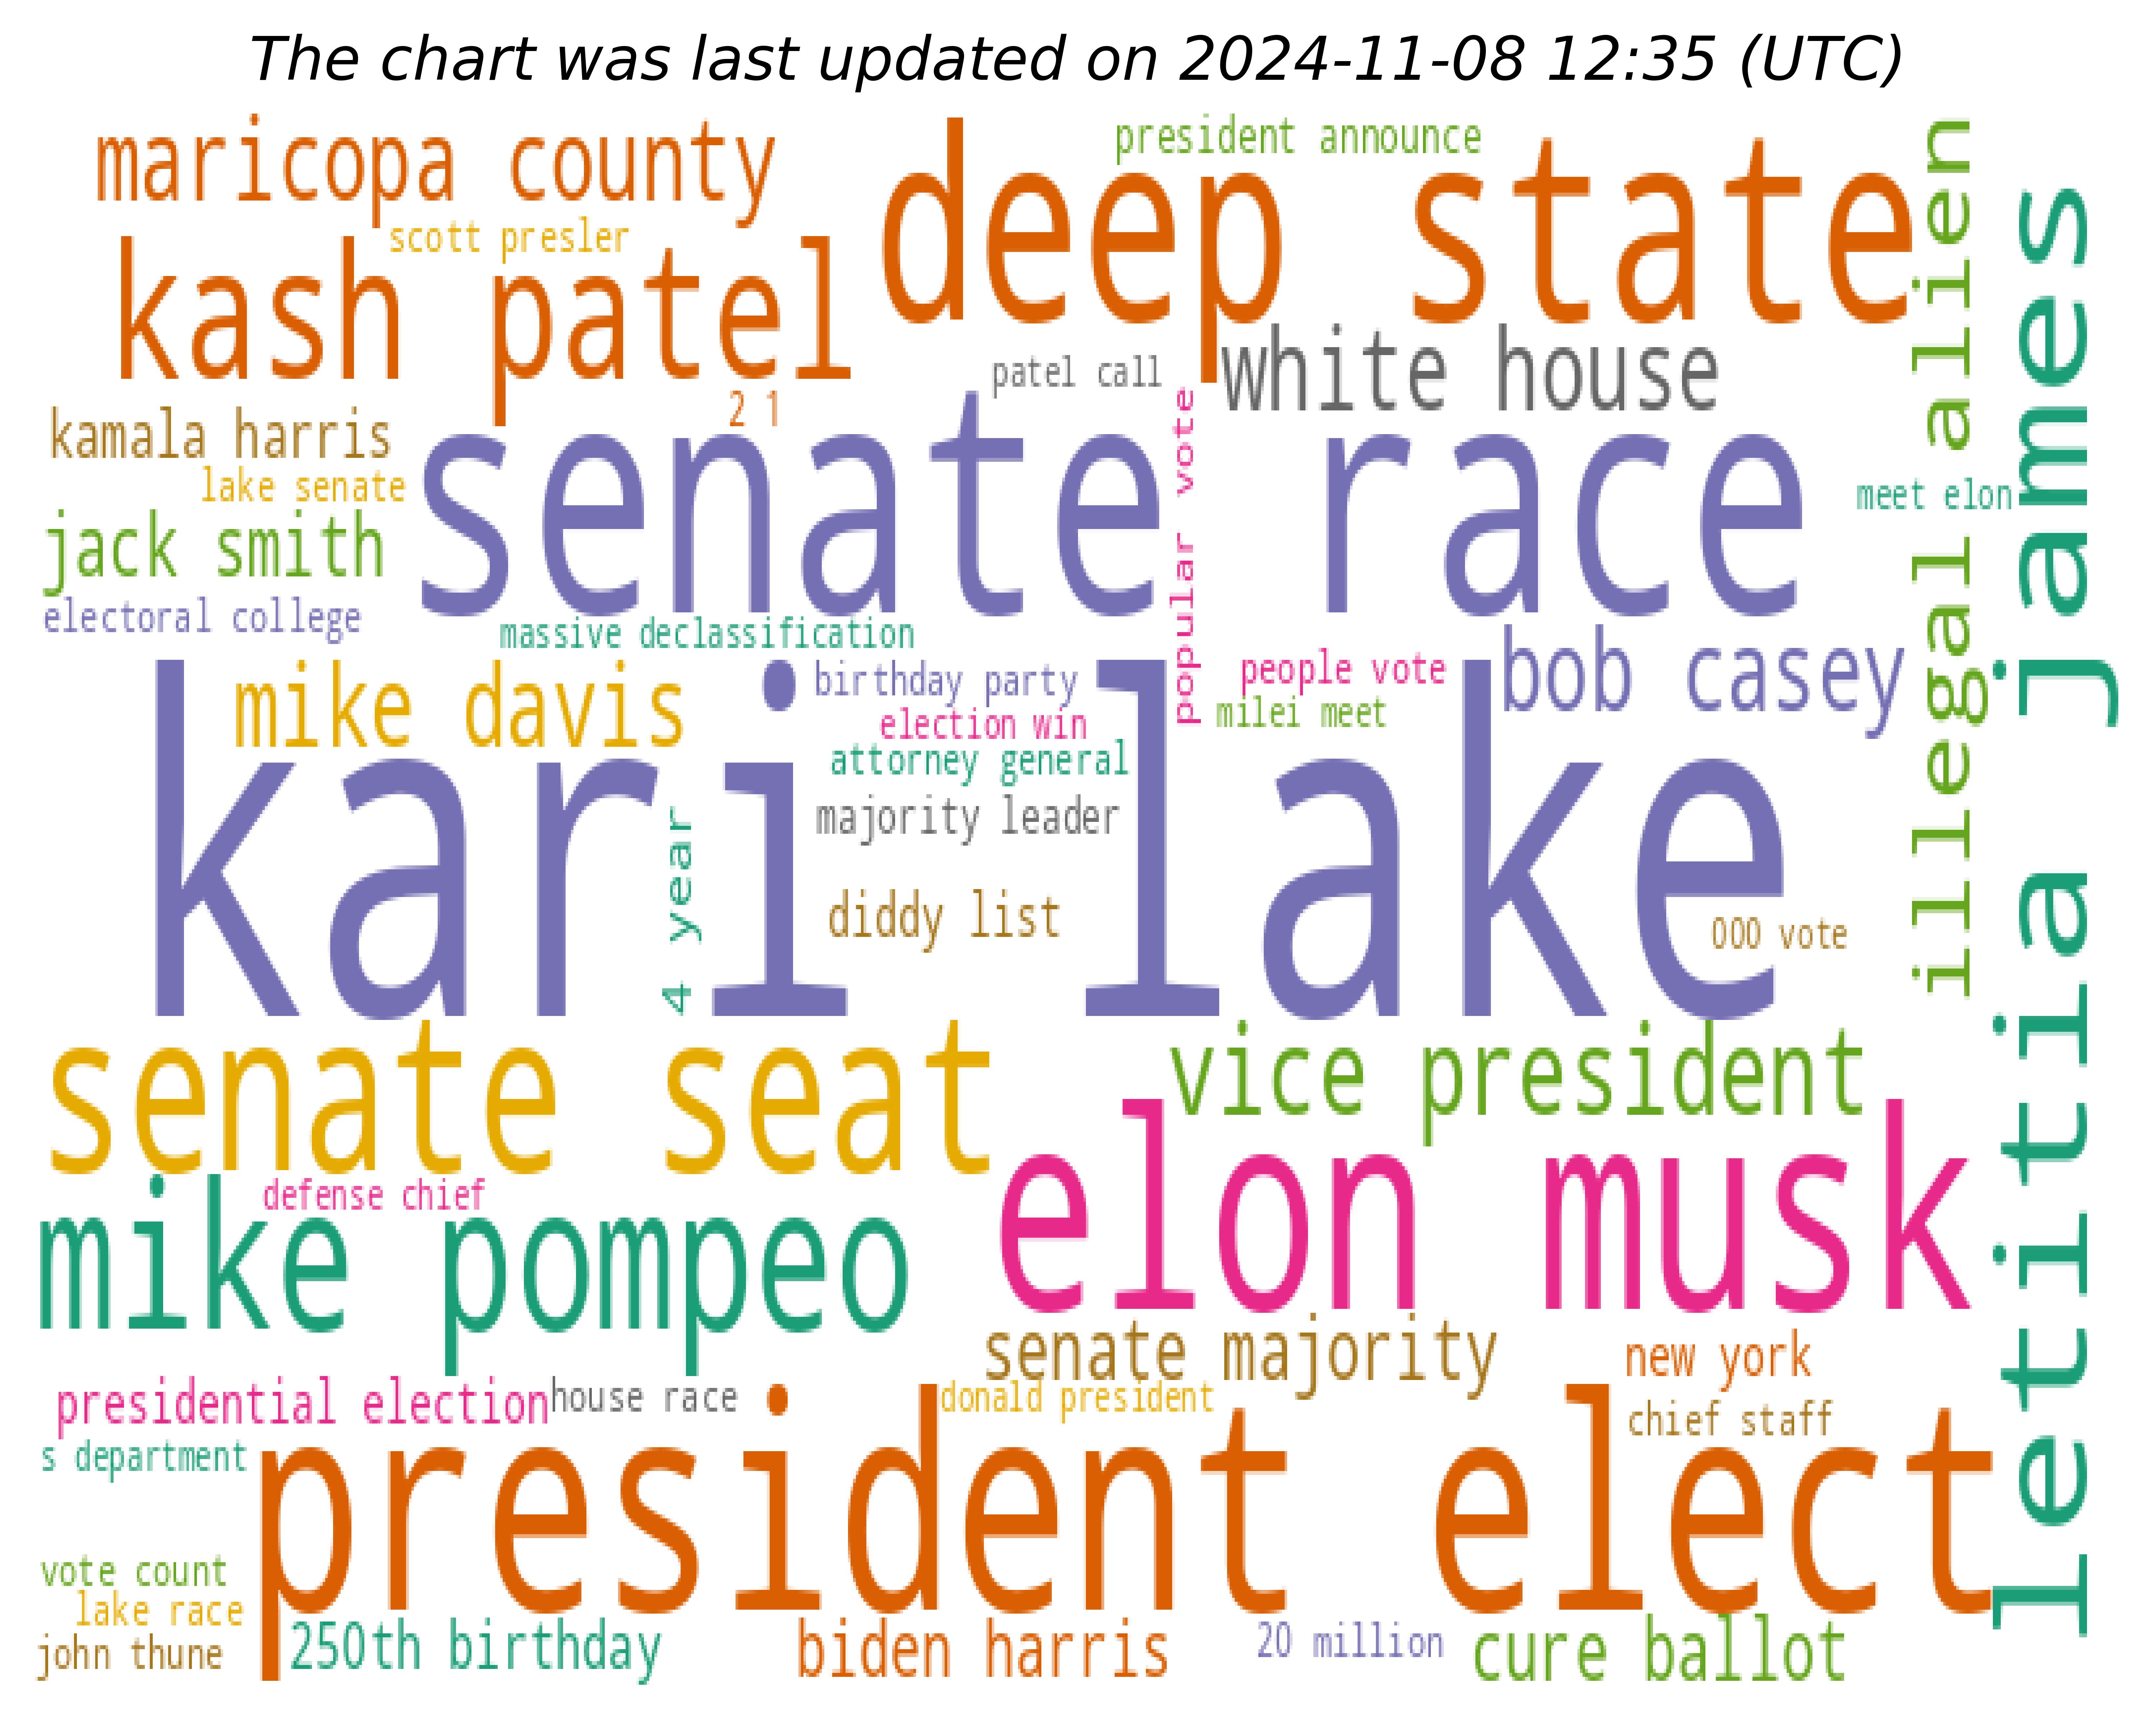 The chart was last updated on 2024-11-08 12:35 (UTC)
maricopa county
president announce
deep state
scott presler
kash patel
illegal alien
letitia james
white house
patel call
2 1
kamala harris
senate race
popular vote
lake senate
meet elon
jack smith
electoral college
massive declassification
bob casey
mike davis
birthday party
people vote
milei meet
election win
attorney general
kari lake
majority leader
4 year
diddy list
000 vote
senate seat
vice president
elon musk
defense chief
mike pompeo
senate majority
new york
presidential election
house race
donald president
chief staff
s department
president elect
vote count
lake race
john thune
250th birthday
biden harris
20 million
cure ballot